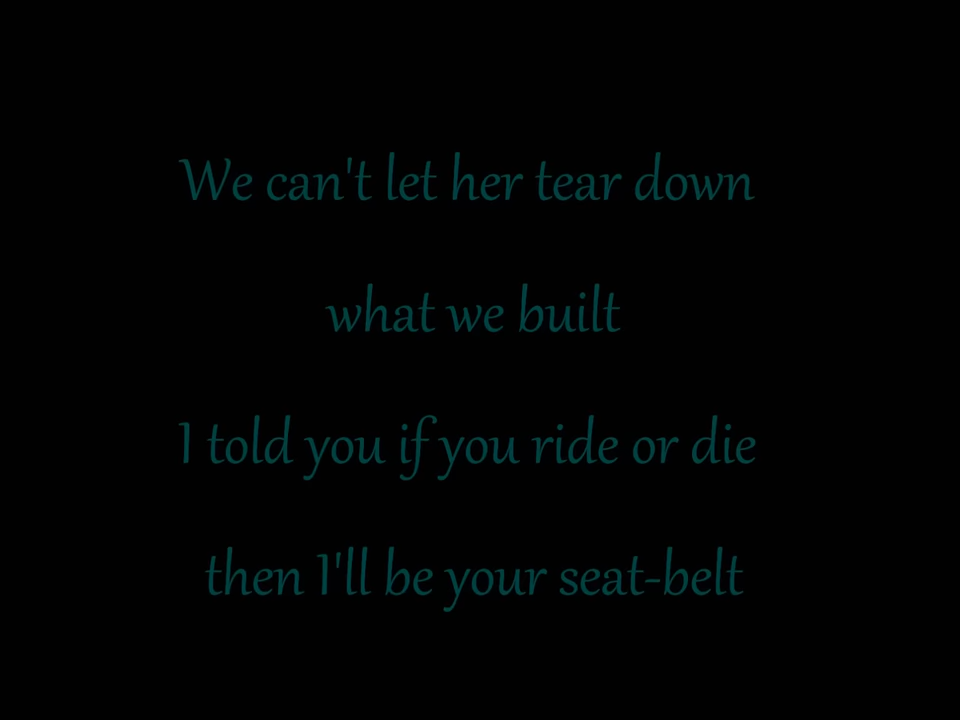 We can't let her tear down
what we built
I told you if you ride or die
then I'll be your seat-belt